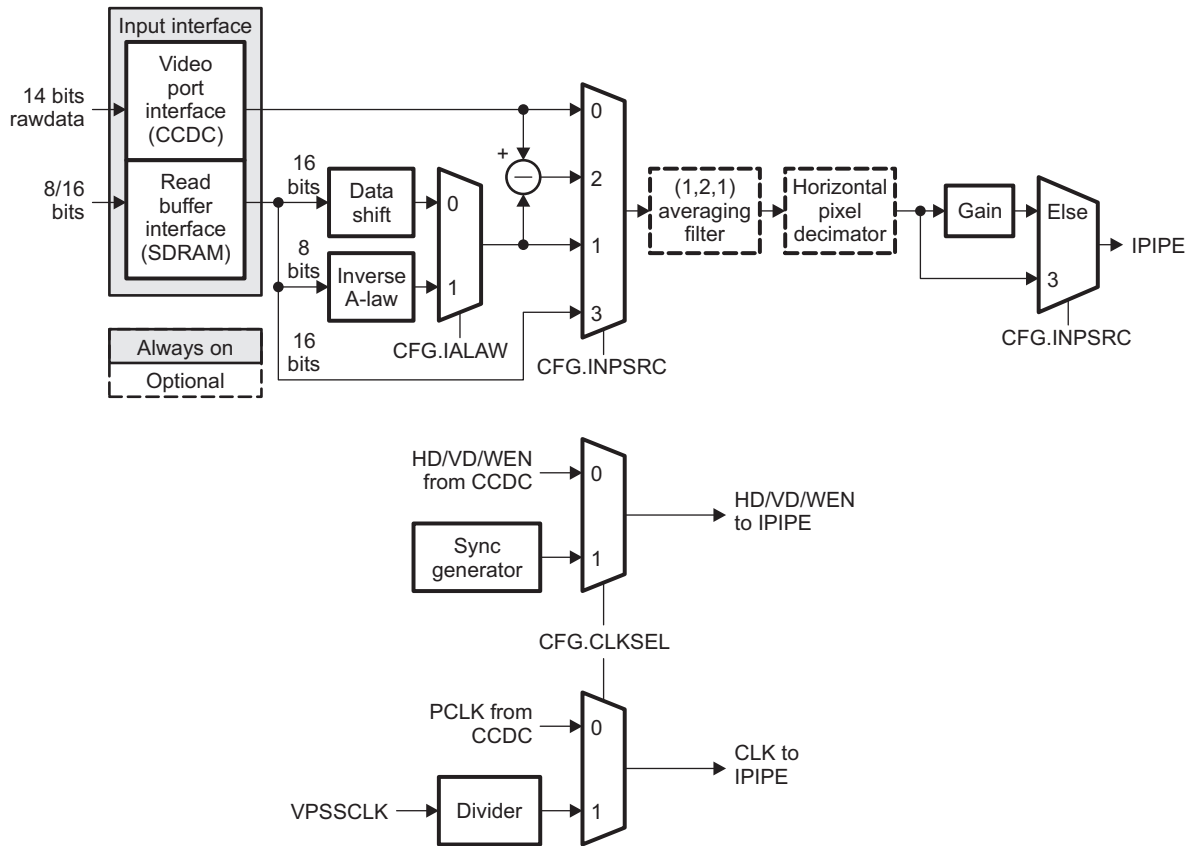 Input interface
Video
port
interface
(CCDC)
14 bits
rawdata
Read
buffer
interface
(SDRAM)
8/16
bits
16
bits
Data
shift
8
bits
Inverse
A-law
16
bits
0
1
CFG.IALAW
+
—
0
2
1
3
CFG.INPSRC
(1,2,1)
averaging
filter
Horizontal
pixel
decimator
Gain
Else
3
IPIPE
CFG.INPSRC
Always on
Optional
HD/VD/WEN
from CCDC
0
Sync
generator
1
HD/VD/WEN
to IPIPE
CFG.CLKSEL
PCLK from
CCDC
0
VPSSCLK
Divider
1
CLK to
IPIPE